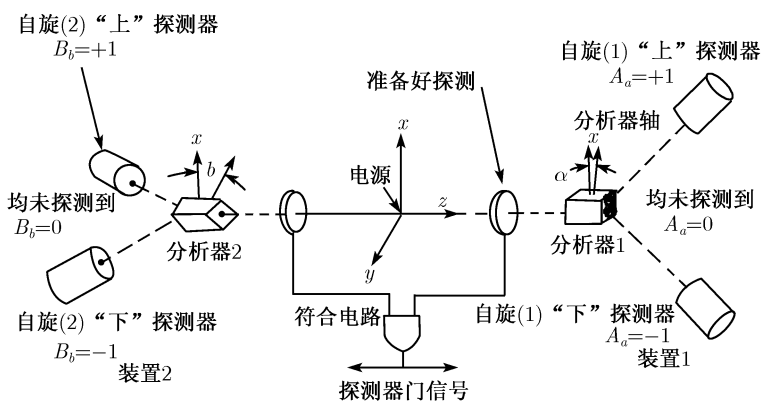 自旋(2)“上”探测器
B_b=+1
自旋(1)“上”探测器
A_a=+1
准备好探测
分析器轴
x
b
x
电源
z
x
α
均未探测到
B_b=0
分析器2
y
分析器1
均未探测到
A_a=0
自旋(2)“下”探测器
B_b=−1
装置2
符合电路
自旋(1)“下”探测器
A_a=−1
装置1
探测器门信号